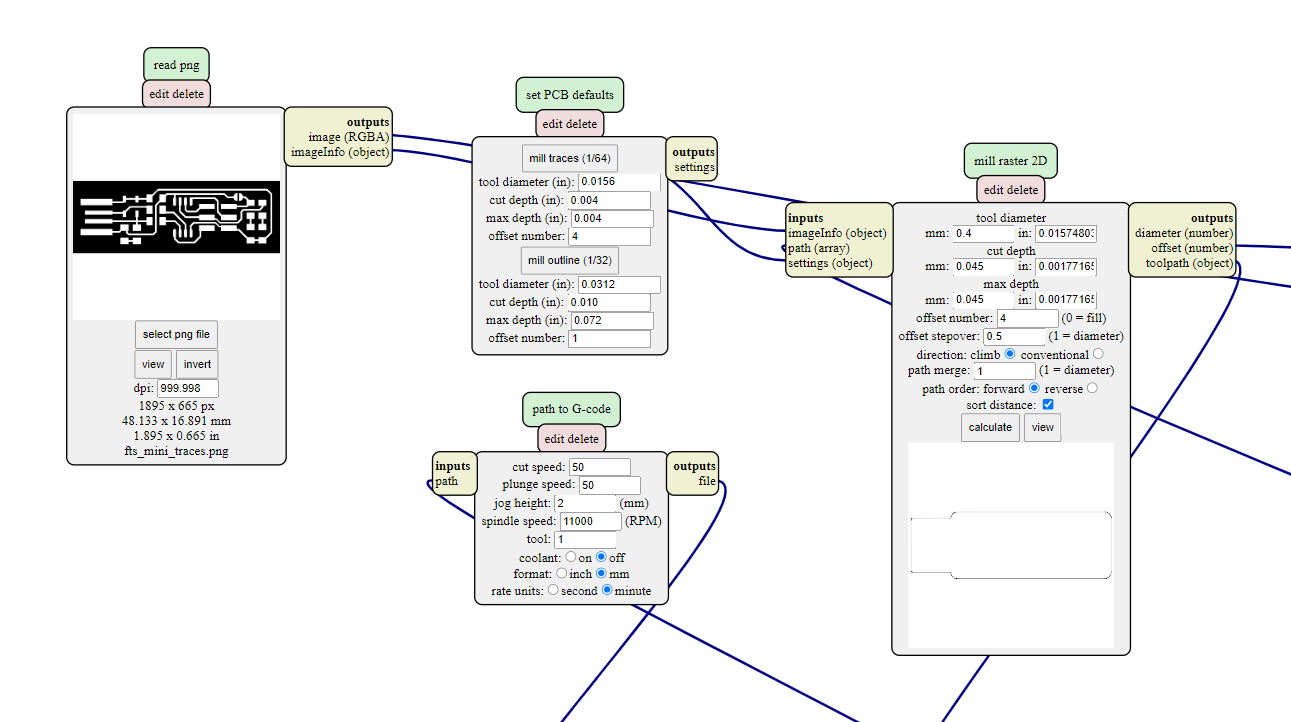 read png
edit delete
outputs
image (RGBA)
imageInfo (object)
select png file
view invert
dpi: 999.998
1895 x 665 px
48.133 x 16.891 mm
1.895 x 0.665 in
fts_mini_traces.png
set PCB defaults
edit delete
mill traces (1/64)
tool diameter (in): 0.0156
cut depth (in): 0.004
max depth (in): 0.004
offset number: 4
mill outline (1/32)
tool diameter (in): 0.0312
cut depth (in): 0.010
max depth (in): 0.072
offset number: 1
outputs
settings
path to G-code
edit delete
inputs
path
cut speed: 50
plunge speed: 50
jog height: 2 (mm)
spindle speed: 11000 (RPM)
tool: 1
coolant: on off
format: inch mm
rate units: second minute
outputs
file
mill raster 2D
edit delete
inputs
imageInfo (object)
path (array)
settings (object)
tool diameter
mm: 0.4 in: 0.01574803
cut depth
mm: 0.045 in: 0.00177165
max depth
mm: 0.045 in: 0.00177165
offset number: 4 (0 = fill)
offset stepover: 0.5 (1 = diameter)
direction: climb conventional
path merge: 1 (1 = diameter)
path order: forward reverse
sort distance:
calculate view
outputs
diameter (number)
offset (number)
toolpath (object)